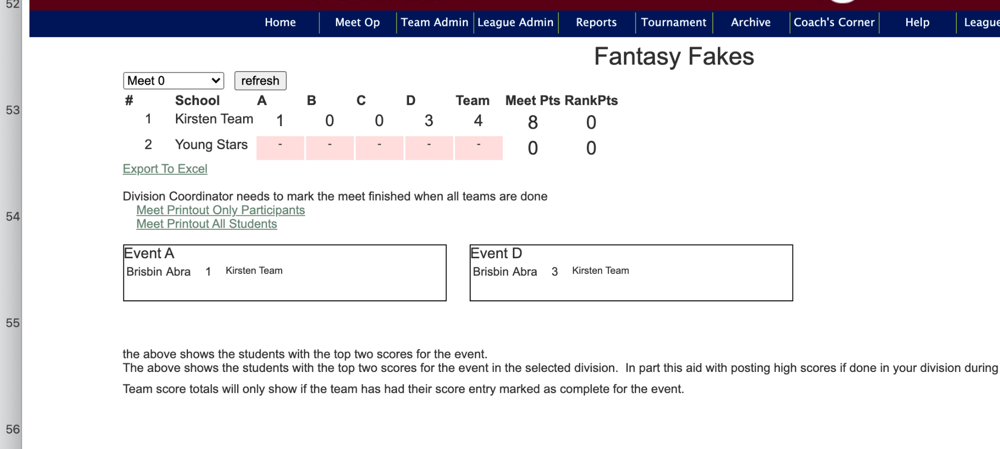 52
Home Meet Op Team Admin League Admin Reports Tournament Archive Coach's Corner Help League
Fantasy Fakes
Meet 0 refresh
# School A B C D Team Meet Pts RankPts
1 Kirsten Team 1 0 0 3 4 8 0
53
2 Young Stars - - - - - 0 0
Export To Excel
Division Coordinator needs to mark the meet finished when all teams are done
Meet Printout Only Participants
54
Meet Printout All Students
Event A
Brisbin Abra 1 Kirsten Team
Event D
Brisbin Abra 3 Kirsten Team
55
the above shows the students with the top two scores for the event.
The above shows the students with the top two scores for the event in the selected division. In part this aid with posting high scores if done in your division during
Team score totals will only show if the team has had their score entry marked as complete for the event.
56